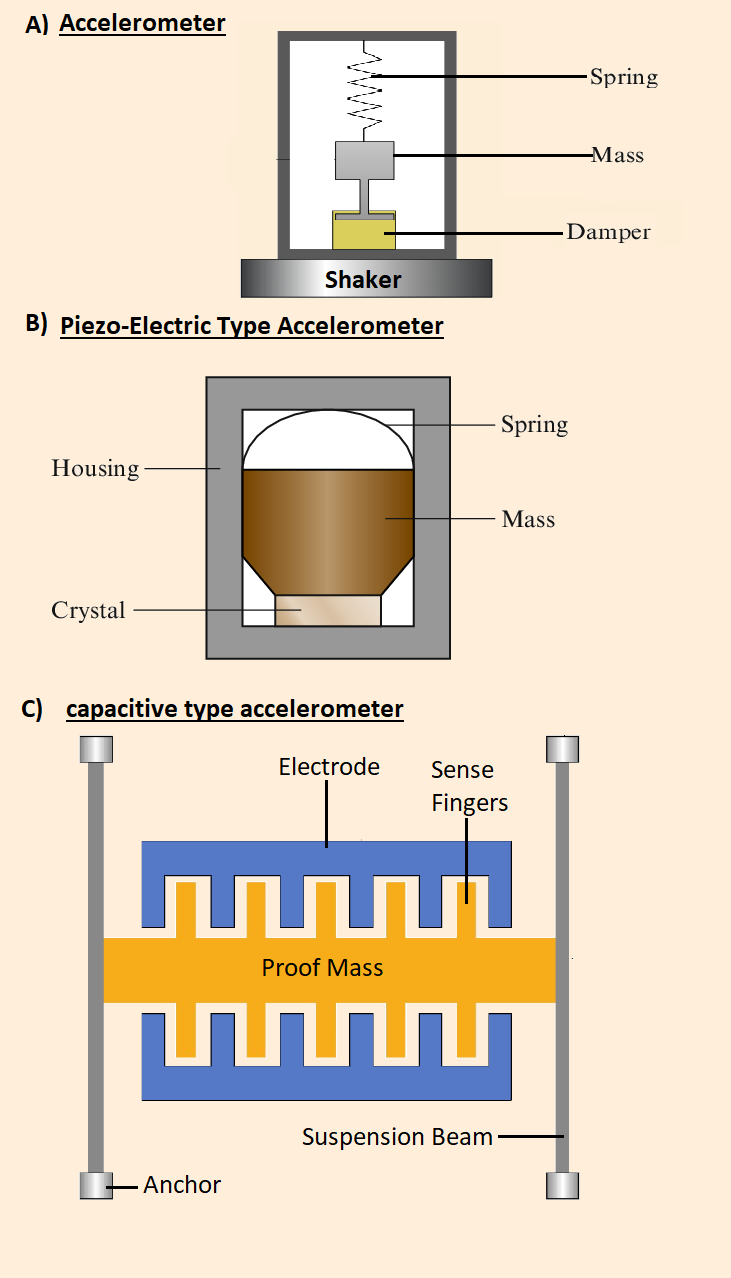 A) Accelerometer
Spring
Mass
Damper
Shaker
B) Piezo-Electric Type Accelerometer
Spring
Housing
Mass
Crystal
C) capacitive type accelerometer
Electrode
Sense
Fingers
Proof Mass
Suspension Beam
Anchor